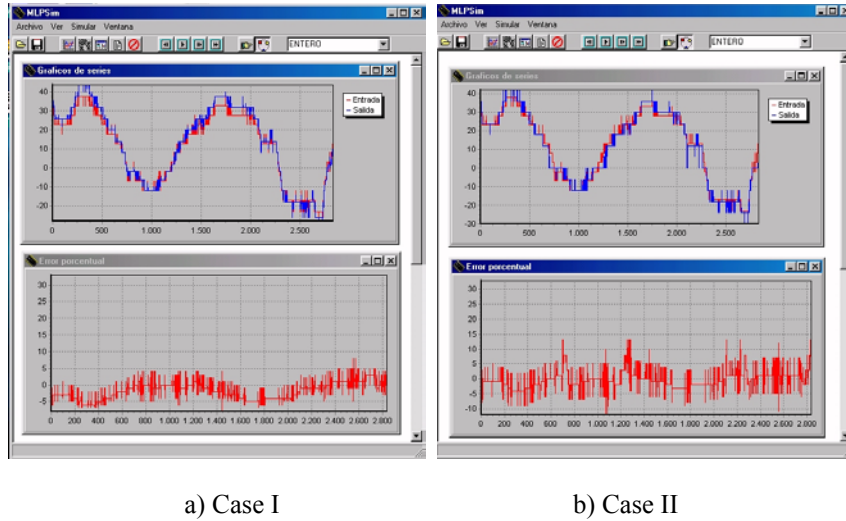 MLPSim
Archivo Ver Simular Ventana
ENTERO
Graficos de series
40
30
20
10
0
-10
-20
0 500 1.000 1.500 2.000 2.500
Entrada
Salida
Error porcentual
30
25
20
15
10
5
0
-5
0 200 400 600 800 1.000 1.200 1.400 1.600 1.800 2.000 2.200 2.400 2.600 2.800
a) Case I
MLPSim
Archivo Ver Simular Ventana
ENTERO
Graficos de series
40
30
20
10
0
-10
-20
-30
0 500 1.000 1.500 2.000 2.500
Entrada
Salida
Error porcentual
30
25
20
15
10
5
0
-5
-10
0 200 400 600 800 1.000 1.200 1.400 1.600 1.800 2.000 2.200 2.400 2.600 2.800
b) Case II